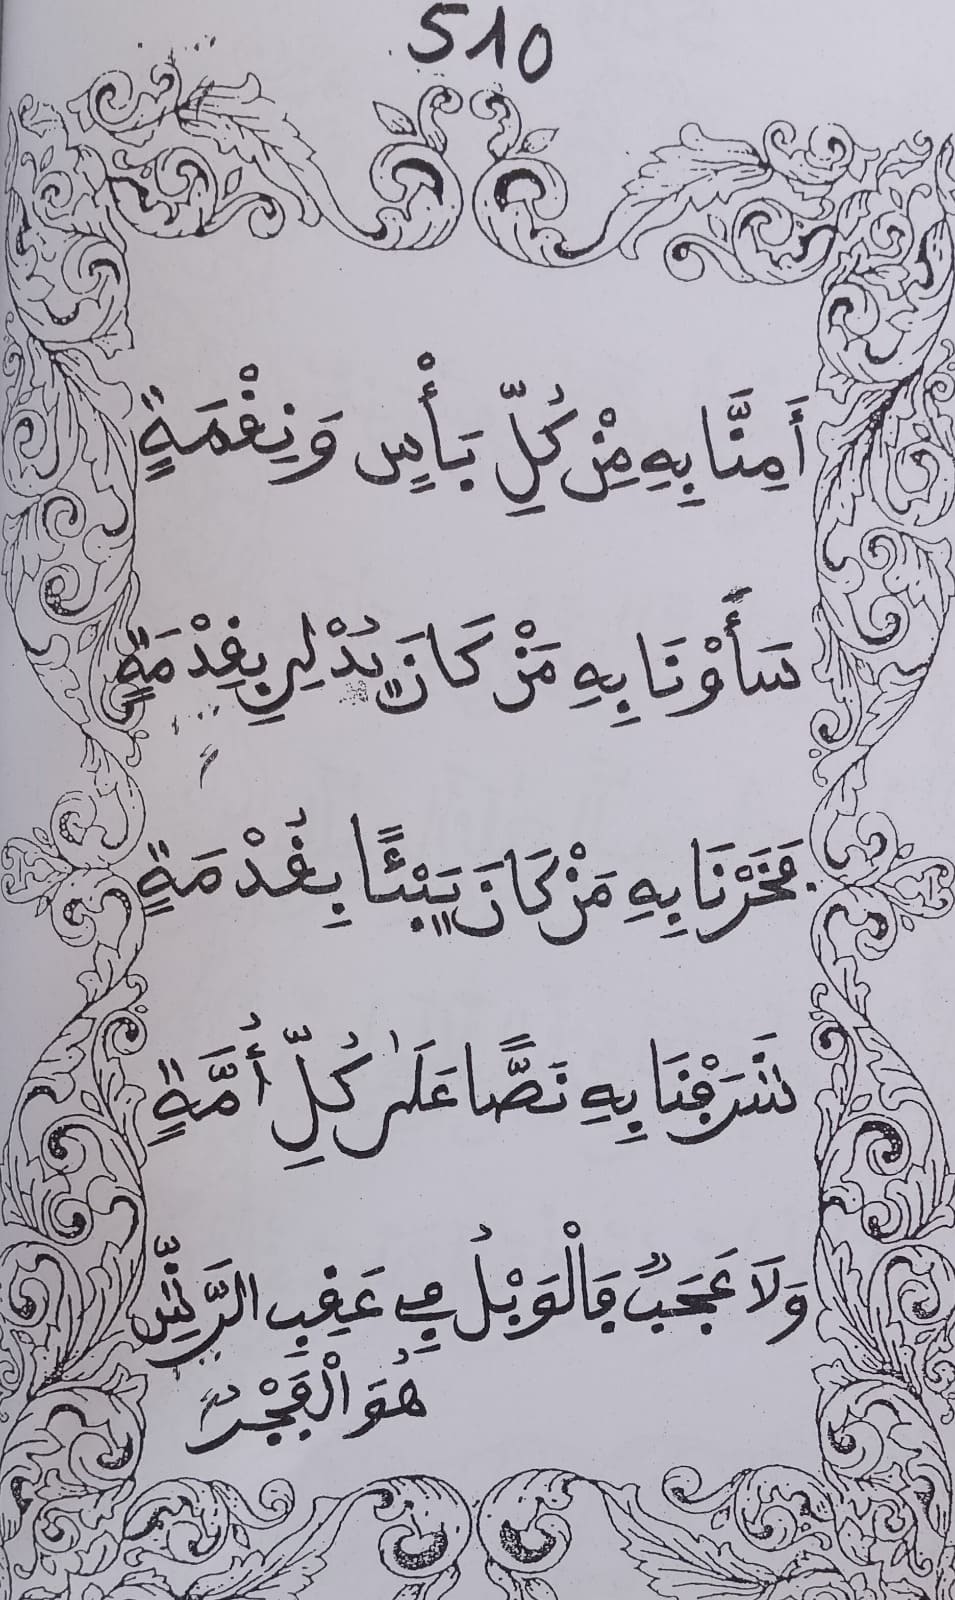 510
أَمِنَّا بِهِ مِنْ كُلِّ بَأْسٍ وَنِقْمَةٍ
سَأَوْنَا بِهِ مَنْ كَانَ يُدْلِي بِقِدْمَةٍ
فَخَرْنَا بِهِ مَنْ كَانَ بِقُدْمَةٍ
شَرُفْنَا بِهِ نَصًّا عَلَى كُلِّ أُمَّةٍ
وَلَا عَجَبٌ فَالْوَبْلُ فِي عَقِبِ الرَّشِّ
هُوَ الْفَجْرُ